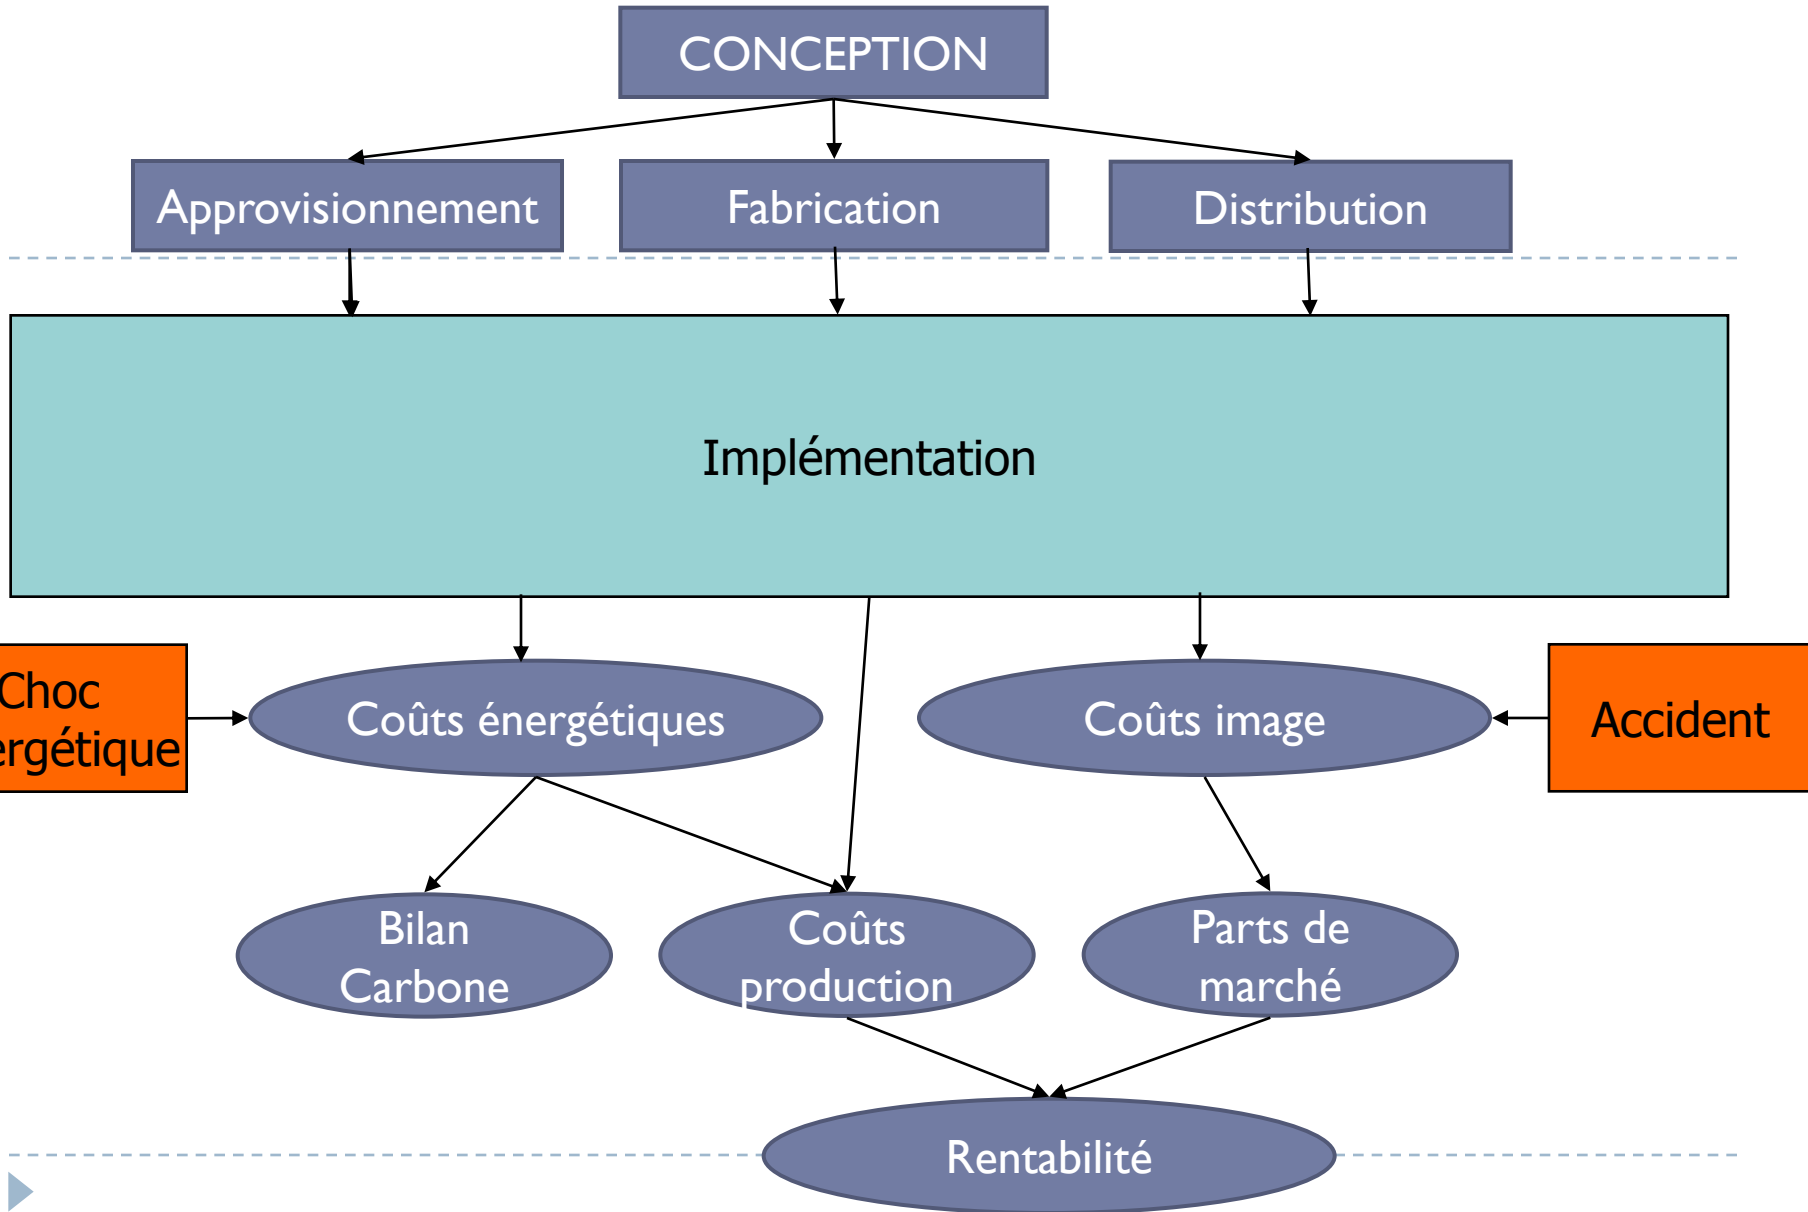 CONCEPTION
Approvisionnement
Fabrication
Distribution
Implémentation
Choc
ergétique
Coûts énergétiques
Coûts image
Accident
Bilan
Carbone
Coûts
production
Parts de
marché
Rentabilité